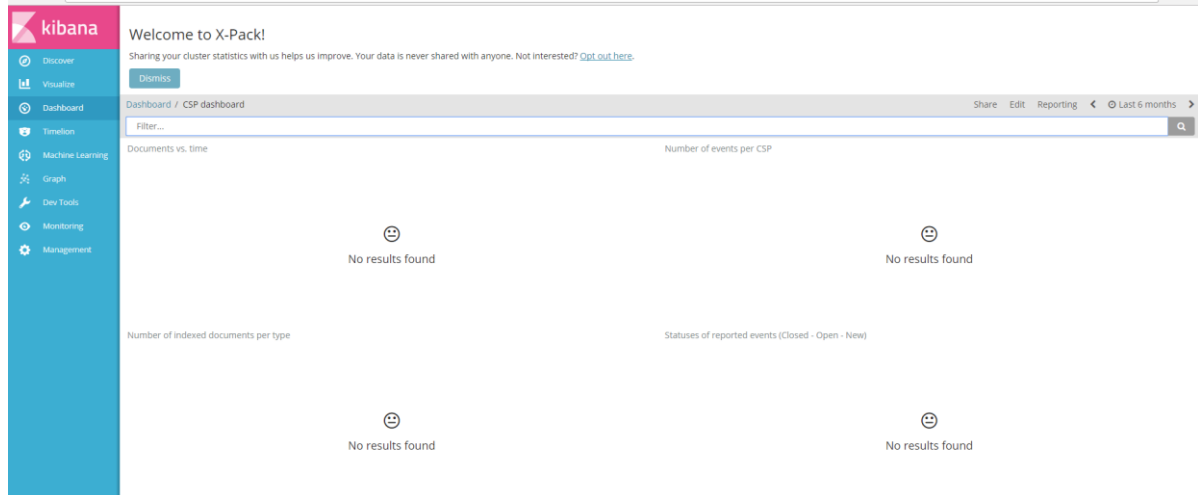 kibana
Discover
Visualize
Dashboard
Timelion
Machine Learning
Graph
Dev Tools
Monitoring
Management
Welcome to X-Pack!
Sharing your cluster statistics with us helps us improve. Your data is never shared with anyone. Not interested? Opt out here.
Dismiss
Dashboard / CSP dashboard Share Edit Reporting Last 6 months
Filter...
Documents vs. time
No results found
Number of events per CSP
No results found
Number of indexed documents per type
No results found
Statuses of reported events (Closed - Open - New)
No results found